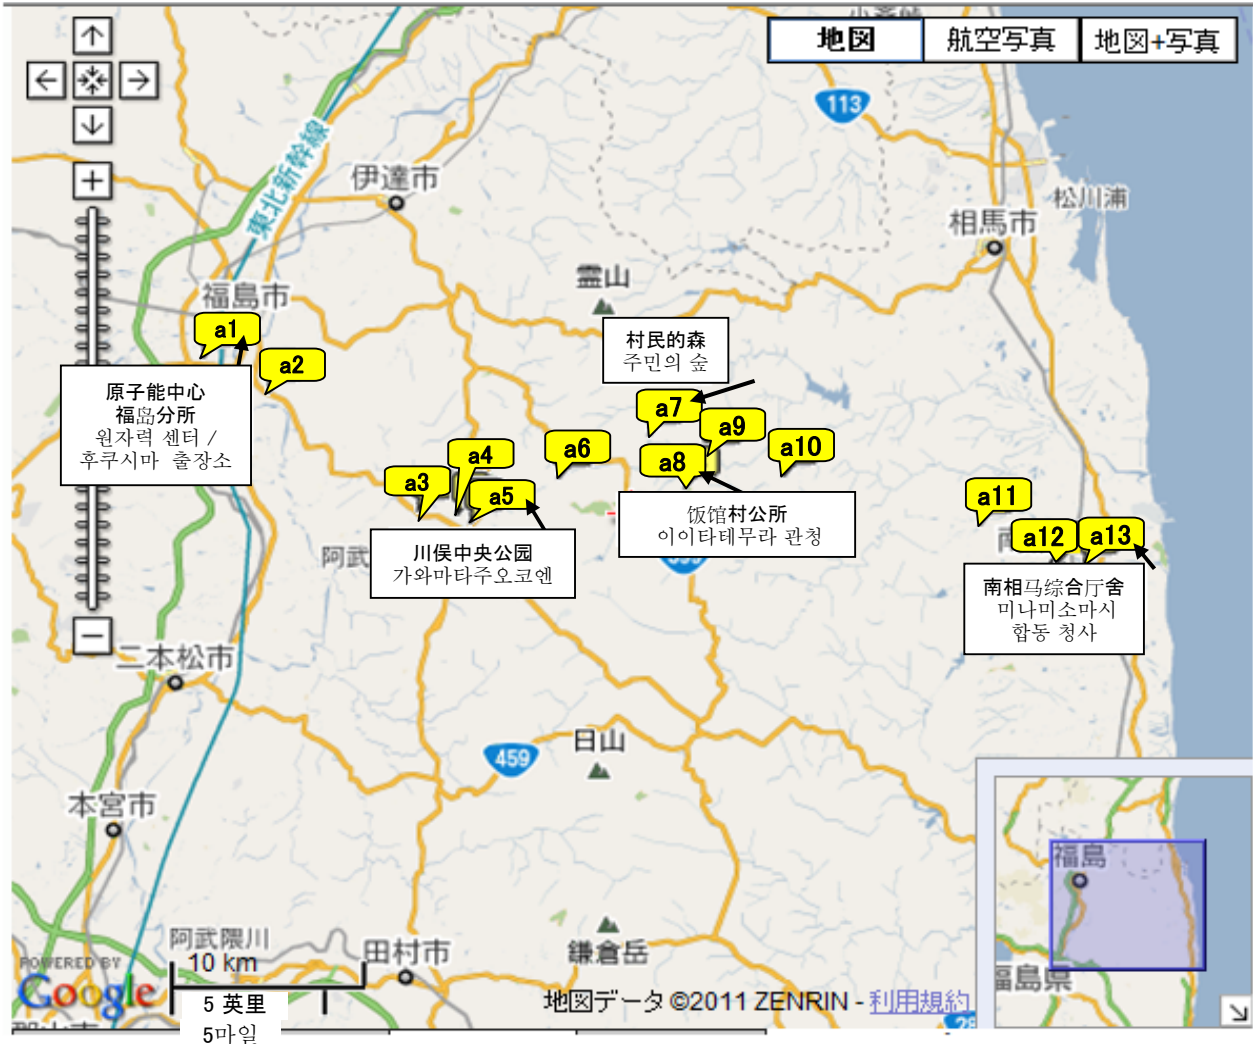 地図
航空写真
地図+写真
113
東北新幹線
伊達市
松川浦
相馬市
霊山
福島市
a1
a2
村民的森
주민의 숲
原子能中心
福岛分所
원자력 센터 /
후쿠시마 출장소
a7
a9
a10
a8
a6
a4
a3
a5
饭馆村公所
이이타테무라 관청
a11
a12
a13
川俣中央公园
가와마타주오코엔
阿武
南相马综合厅舍
미나미소마시
합동 청사
二本松市
日山
459
本宮市
福島
阿武隈川
10 km
田村市
鎌倉岳
福島県
POWERED BY
Google
5 英里
5마일
地図データ ©2011 ZENRIN - 利用規約